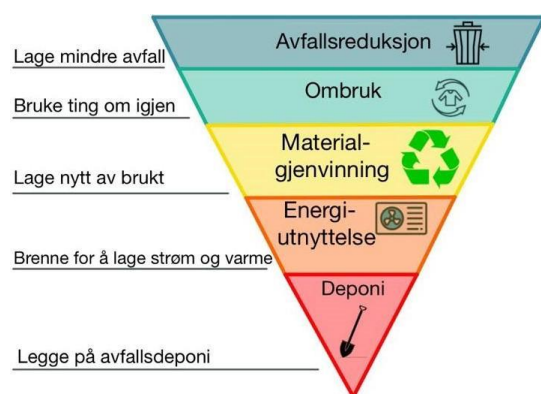 Avfallsreduksjon
Lage mindre avfall
Ombruk
Bruke ting om igjen
Material-
gjenvinning
Lage nytt av brukt
Energi-
utnyttelse
Brenne for å lage strøm og varme
Deponi
Legge på avfallsdeponi